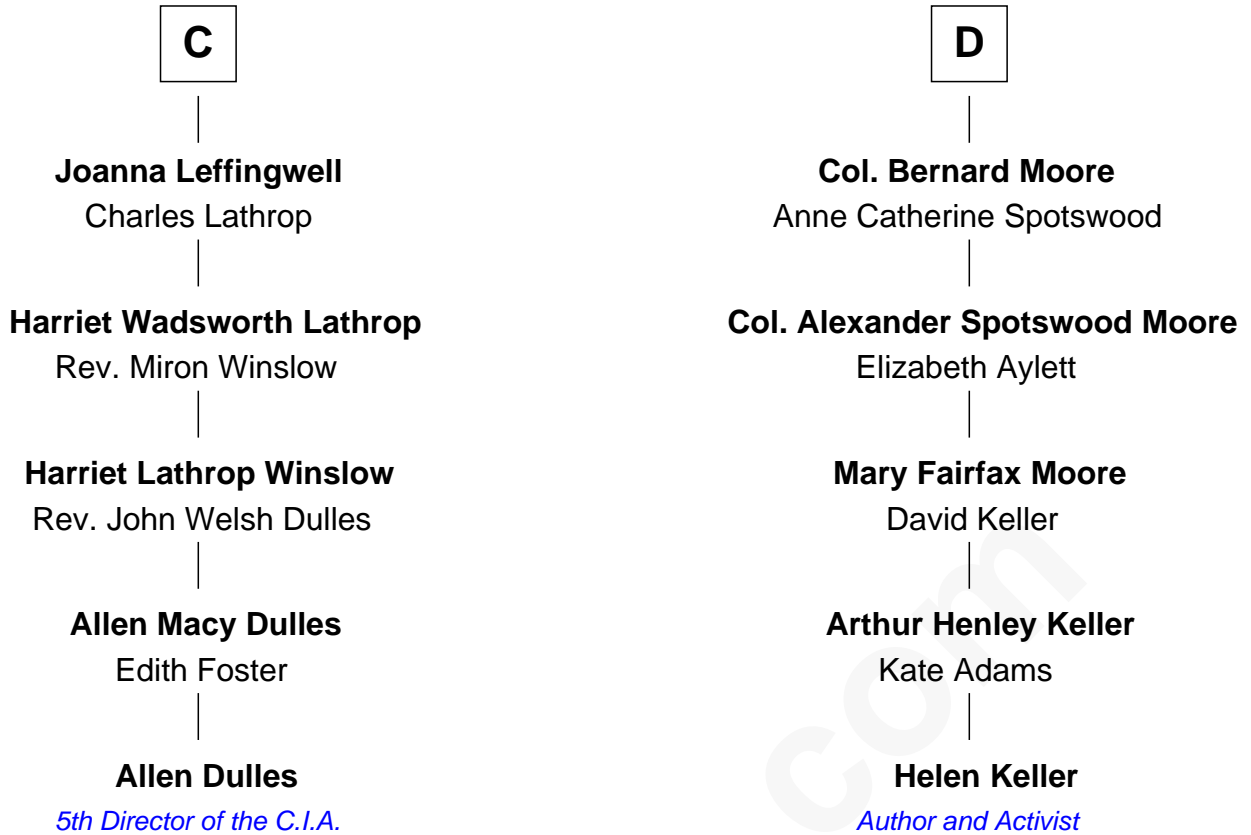 C
Joanna Leffingwell
Charles Lathrop
Harriet Wadsworth Lathrop
Rev. Miron Winslow
Harriet Lathrop Winslow
Rev. John Welsh Dulles
Allen Macy Dulles
Edith Foster
Allen Dulles
5th Director of the C.I.A.
D
Col. Bernard Moore
Anne Catherine Spotswood
Col. Alexander Spotswood Moore
Elizabeth Aylett
Mary Fairfax Moore
David Keller
Arthur Henley Keller
Kate Adams
Helen Keller
Author and Activist
com